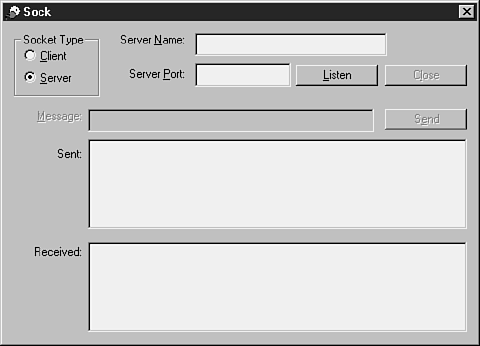 Sock
Socket Type
Client
Server
Server Name:
Server Port:
Listen
Close
Message:
Send
Sent:
Received: